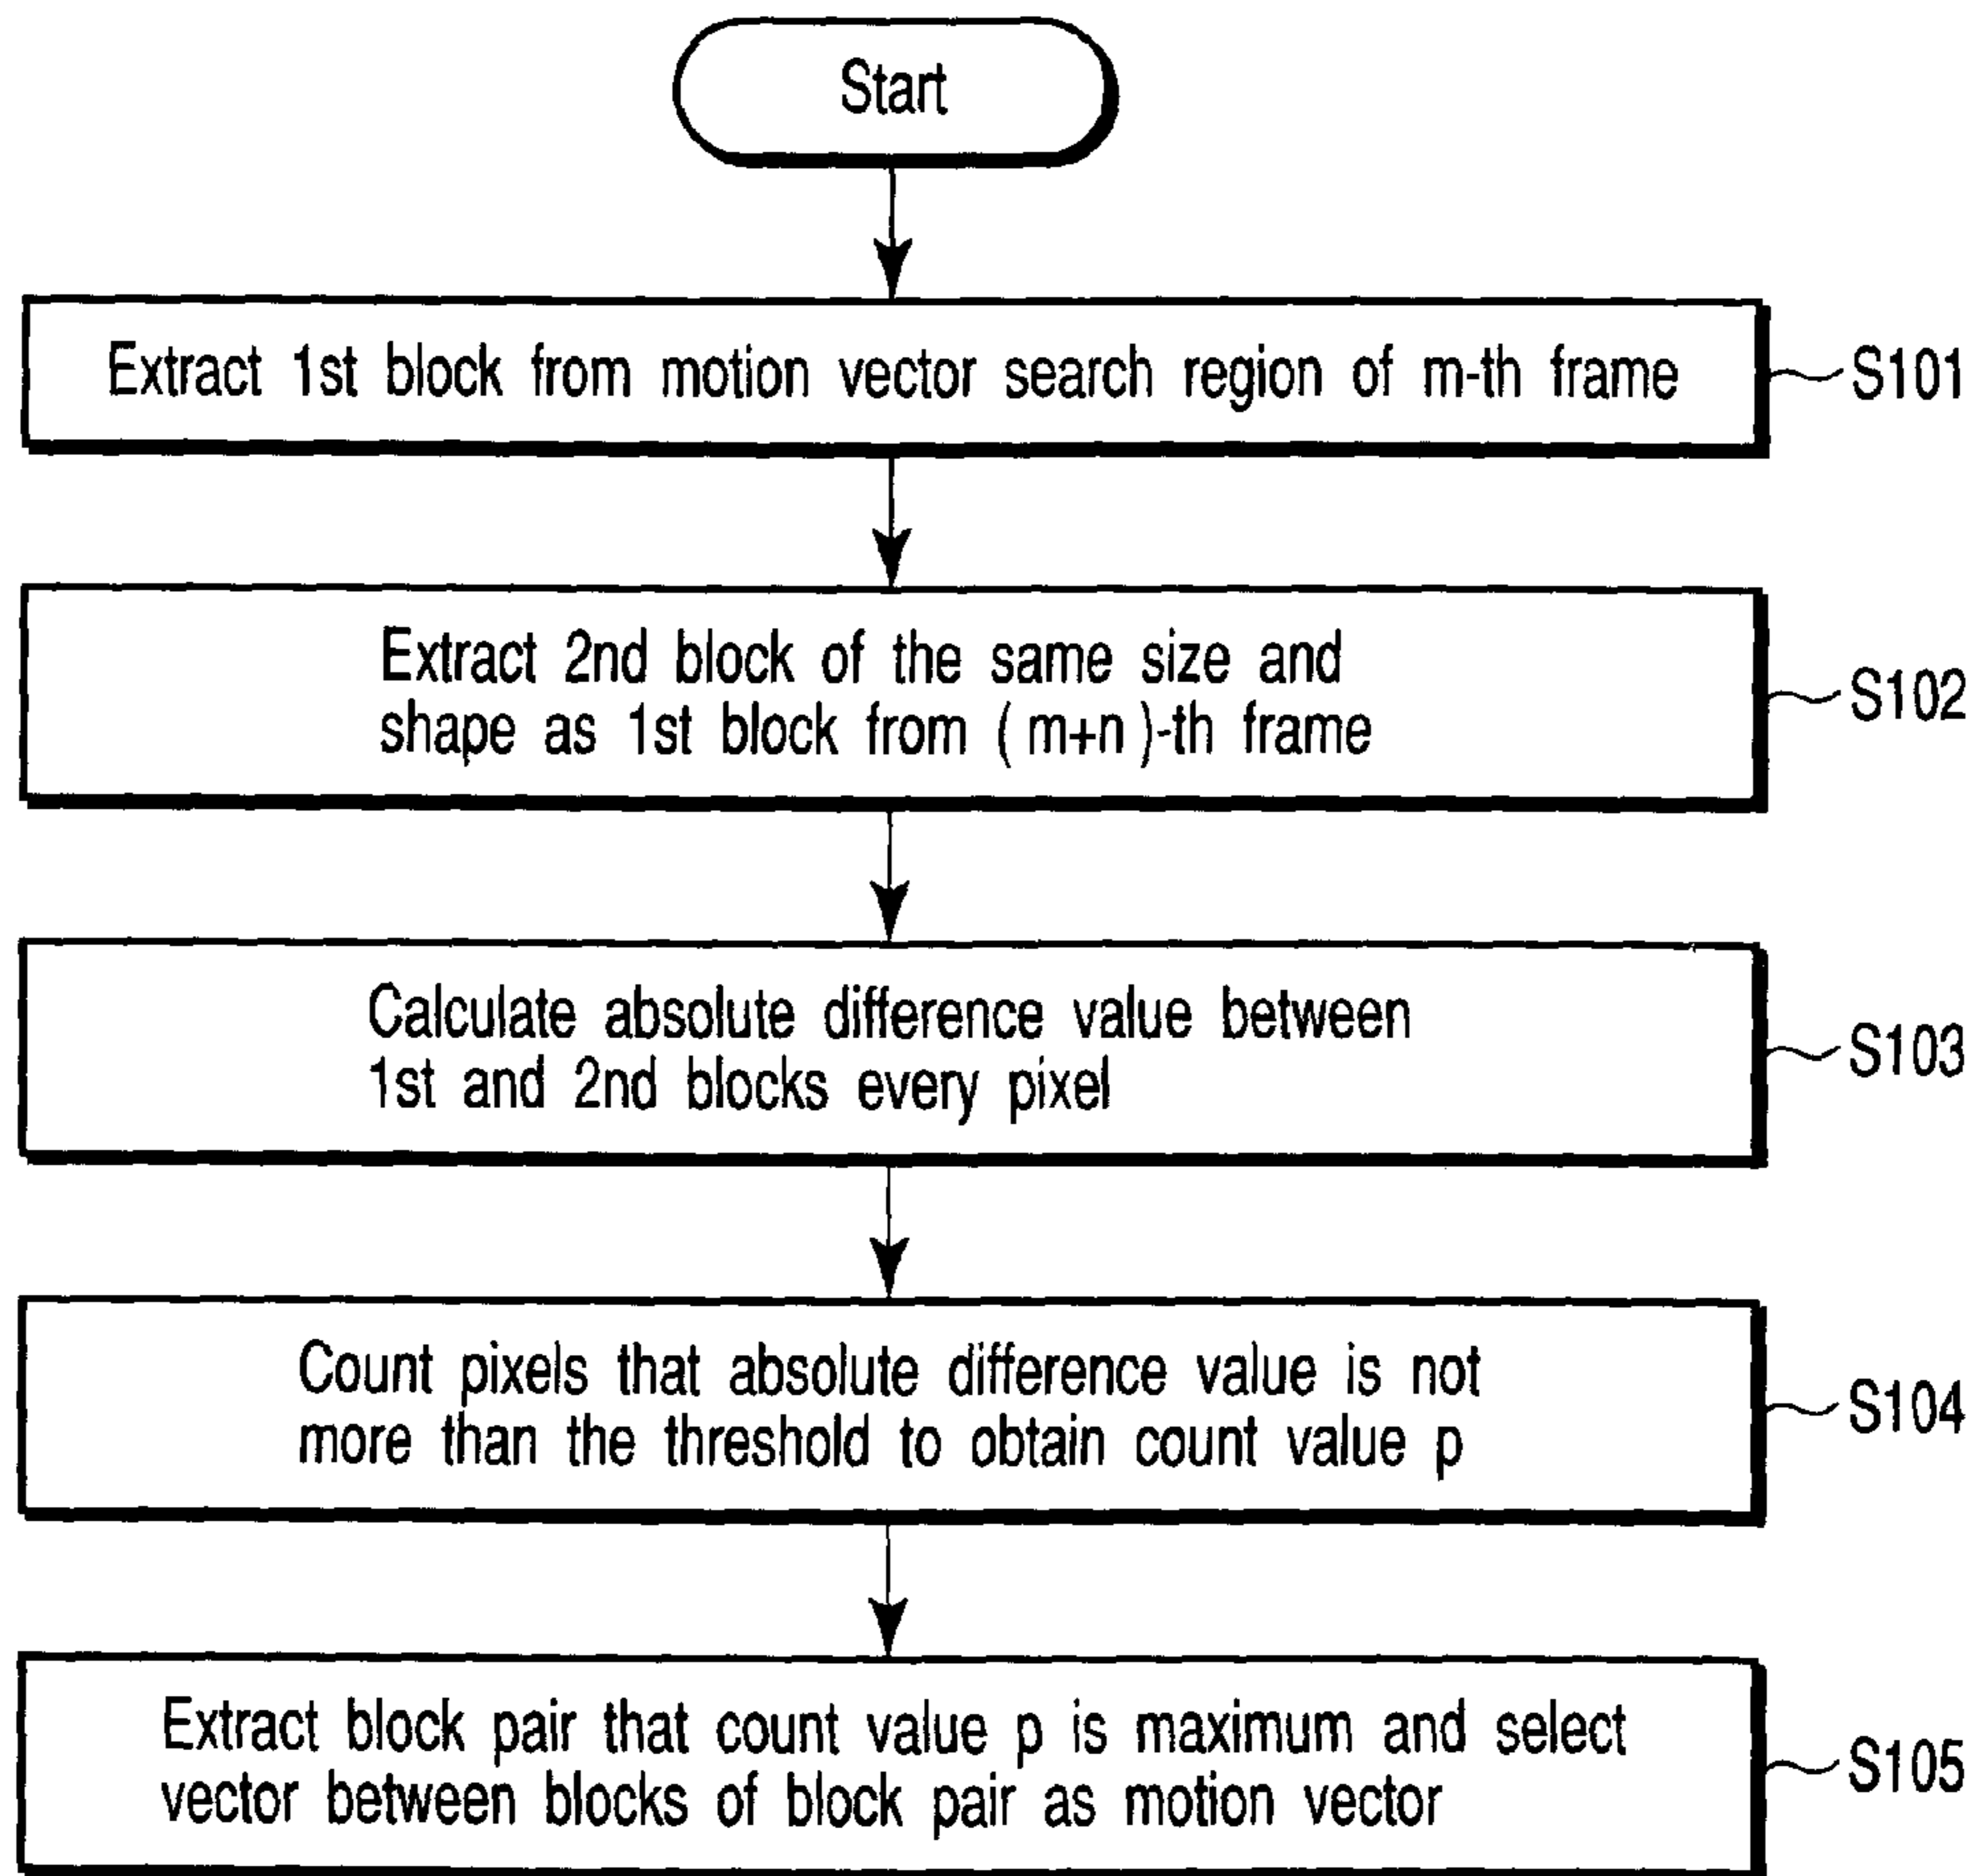 Start
Extract 1st block from motion vector search region of m-th frame
S101
Extract 2nd block of the same size and
shape as 1st block from (m+n)-th frame
S102
Calculate absolute difference value between
1st and 2nd blocks every pixel
S103
Count pixels that absolute difference value is not
more than the threshold to obtain count value p
S104
Extract block pair that count value p is maximum and select
vector between blocks of block pair as motion vector
S105